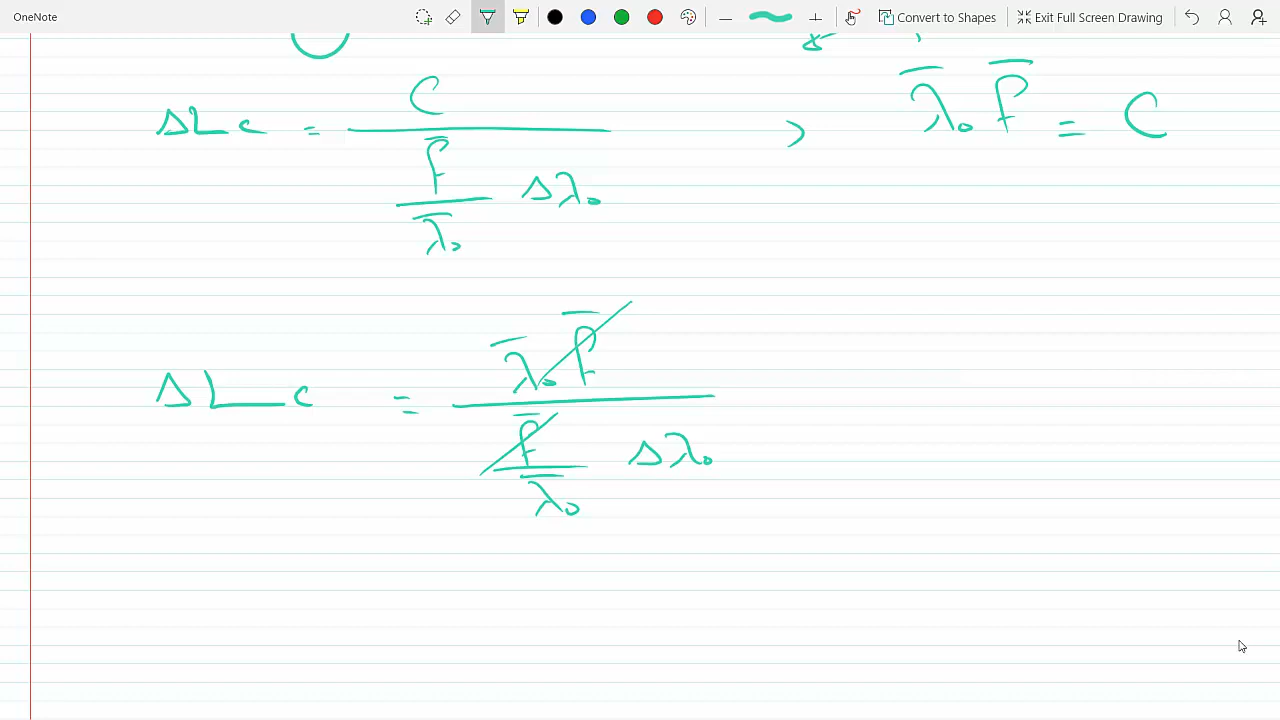 OneNote
Convert to Shapes
Exit Full Screen Drawing
ΔLc = C / ((f̄ / λ̄₀) Δλ₀) > λ̄₀ f̄ = C
ΔLc = λ̄₀ f̄ / ((f̄ / λ̄₀) Δλ₀)